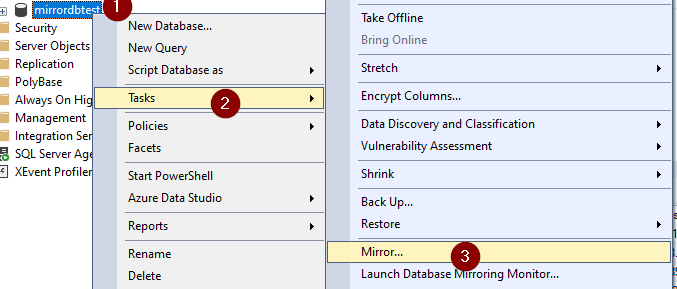 mirrordbtest
1
Security
Server Objects
Replication
PolyBase
Always On Hig
Management
Integration Ser
SQL Server Age
XEvent Profiler
New Database...
New Query
Script Database as
Tasks
2
Policies
Facets
Start PowerShell
Azure Data Studio
Reports
Rename
Delete
Take Offline
Bring Online
Stretch
Encrypt Columns...
Data Discovery and Classification
Vulnerability Assessment
Shrink
Back Up...
Restore
Mirror...
3
Launch Database Mirroring Monitor...